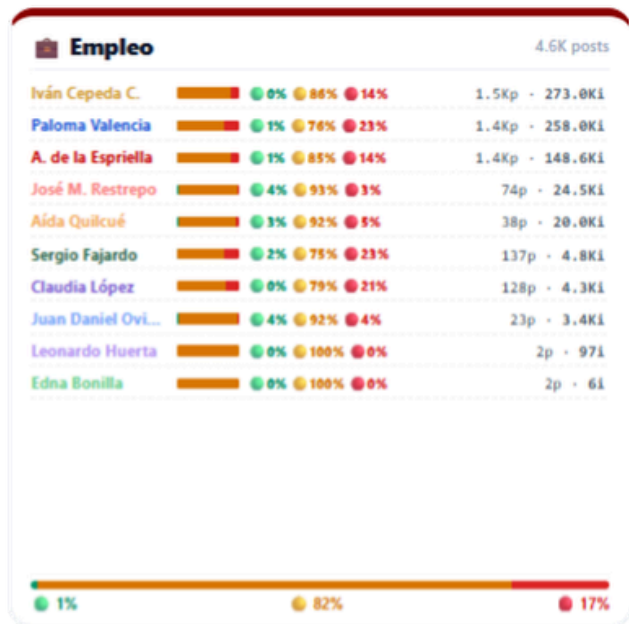 Empleo 4.6K posts
Iván Cepeda C. 0% 86% 14% 1.5Kp · 273.0Ki
Paloma Valencia 1% 76% 23% 1.4Kp · 258.0Ki
A. de la Espriella 1% 85% 14% 1.4Kp · 148.6Ki
José M. Restrepo 4% 93% 3% 74p · 24.5Ki
Aída Quilcué 3% 92% 5% 38p · 20.0Ki
Sergio Fajardo 2% 75% 23% 137p · 4.8Ki
Claudia López 0% 79% 21% 128p · 4.3Ki
Juan Daniel Ovi... 4% 92% 4% 23p · 3.4Ki
Leonardo Huerta 0% 100% 0% 2p · 97i
Edna Bonilla 0% 100% 0% 2p · 6i
1% 82% 17%